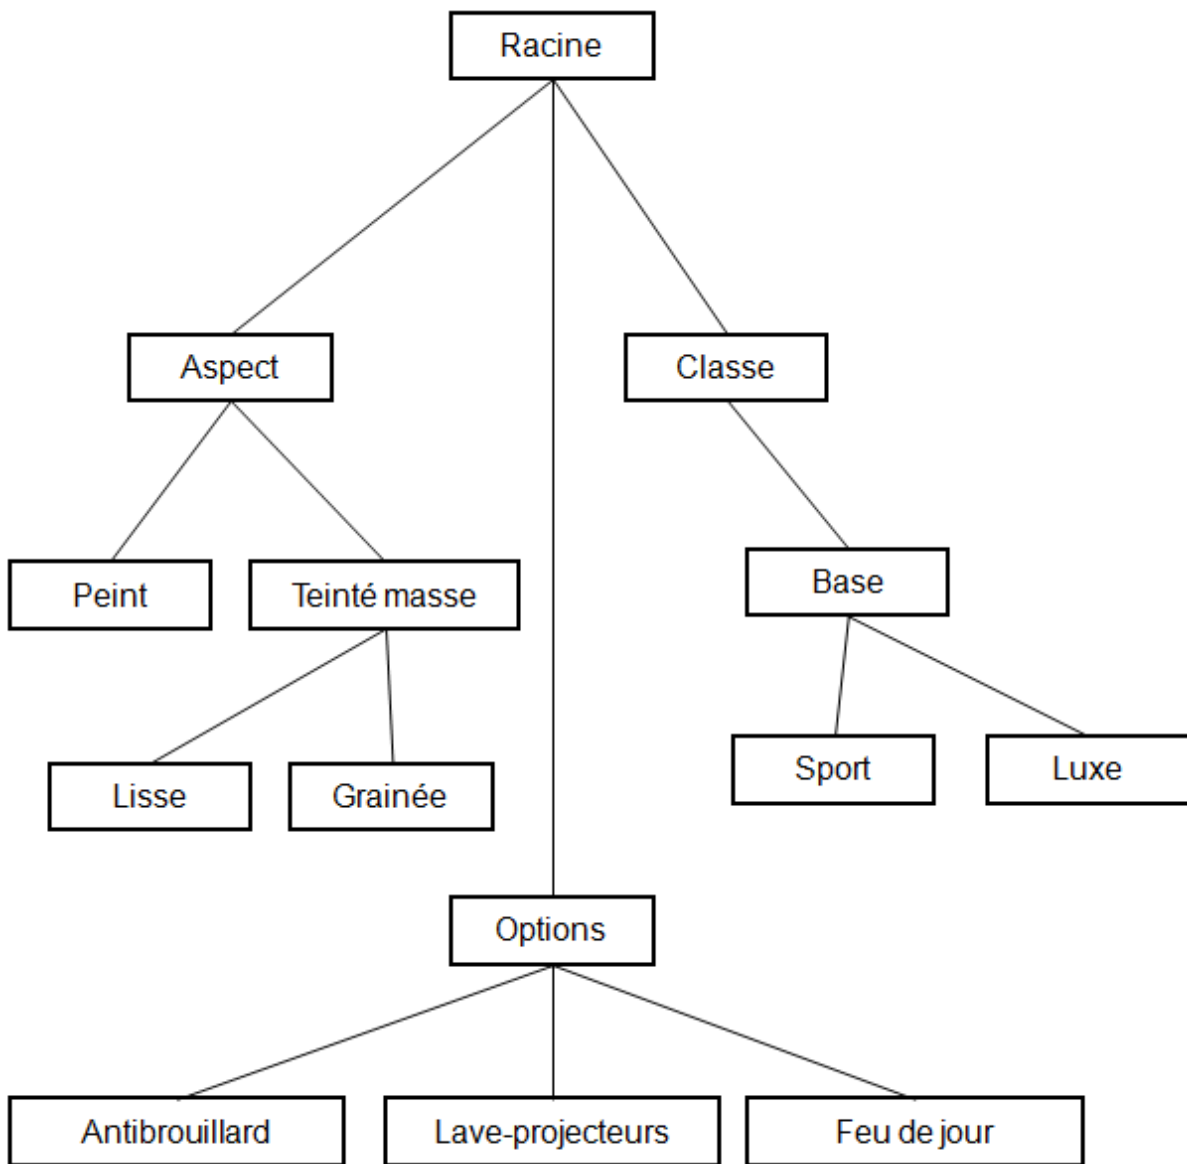 Racine
Aspect
Classe
Peint
Teinté masse
Base
Lisse
Grainée
Sport
Luxe
Options
Antibrouillard
Lave-projecteurs
Feu de jour